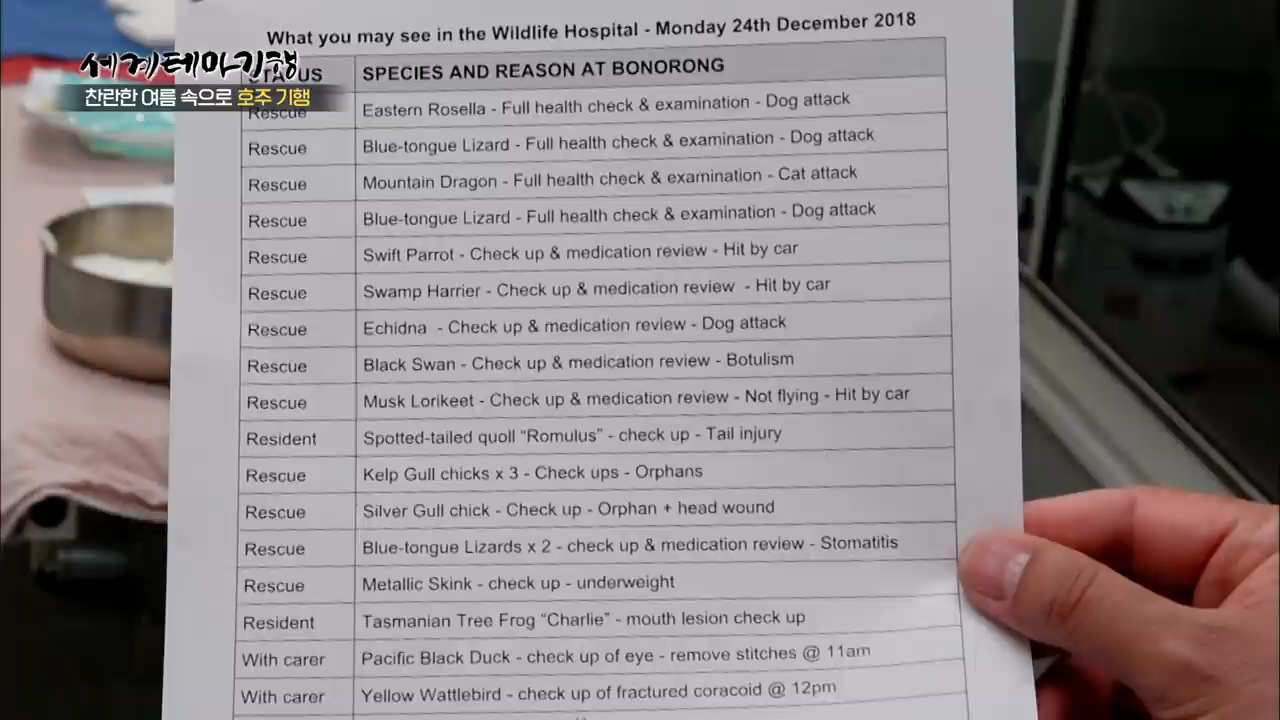 What you may see in the Wildlife Hospital - Monday 24th December 2018
세계테마기행
찬란한 여름 속으로 호주 기행
SPECIES AND REASON AT BONORONG
Rescue Eastern Rosella - Full health check & examination - Dog attack
Rescue Blue-tongue Lizard - Full health check & examination - Dog attack
Rescue Mountain Dragon - Full health check & examination - Cat attack
Rescue Blue-tongue Lizard - Full health check & examination - Dog attack
Rescue Swift Parrot - Check up & medication review - Hit by car
Rescue Swamp Harrier - Check up & medication review - Hit by car
Rescue Echidna - Check up & medication review - Dog attack
Rescue Black Swan - Check up & medication review - Botulism
Rescue Musk Lorikeet - Check up & medication review - Not flying - Hit by car
Resident Spotted-tailed quoll “Romulus” - check up - Tail injury
Rescue Kelp Gull chicks x 3 - Check ups - Orphans
Rescue Silver Gull chick - Check up - Orphan + head wound
Rescue Blue-tongue Lizards x 2 - check up & medication review - Stomatitis
Rescue Metallic Skink - check up - underweight
Resident Tasmanian Tree Frog “Charlie” - mouth lesion check up
With carer Pacific Black Duck - check up of eye - remove stitches @ 11am
With carer Yellow Wattlebird - check up of fractured coracoid @ 12pm